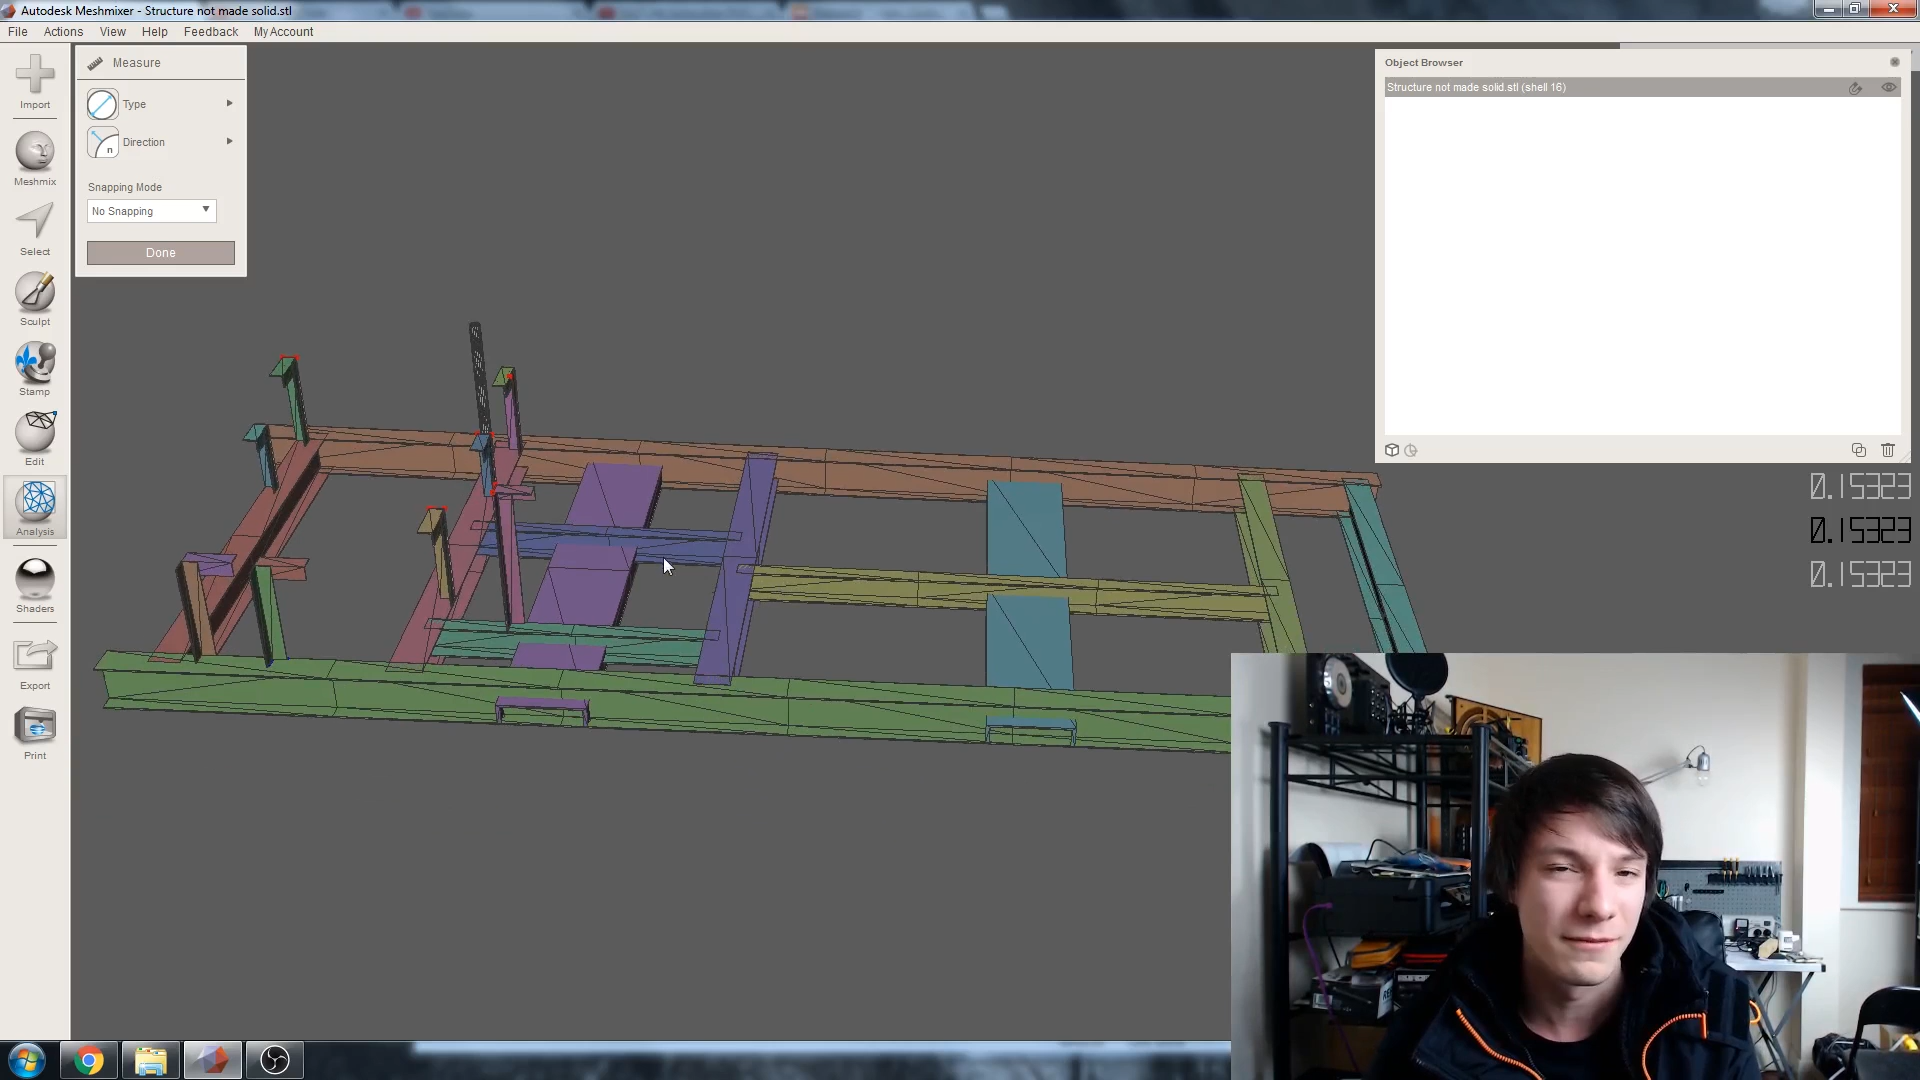 Autodesk Meshmixer - Structure not made solid.stl
File Actions View Help Feedback My Account
Import
Meshmix
Select
Sculpt
Stamp
Edit
Analysis
Shaders
Export
Print
Measure
Type
Direction
n
Snapping Mode
No Snapping
Done
Object Browser
Structure not made solid.stl (shell 16)
0.15323
0.15323
0.15323